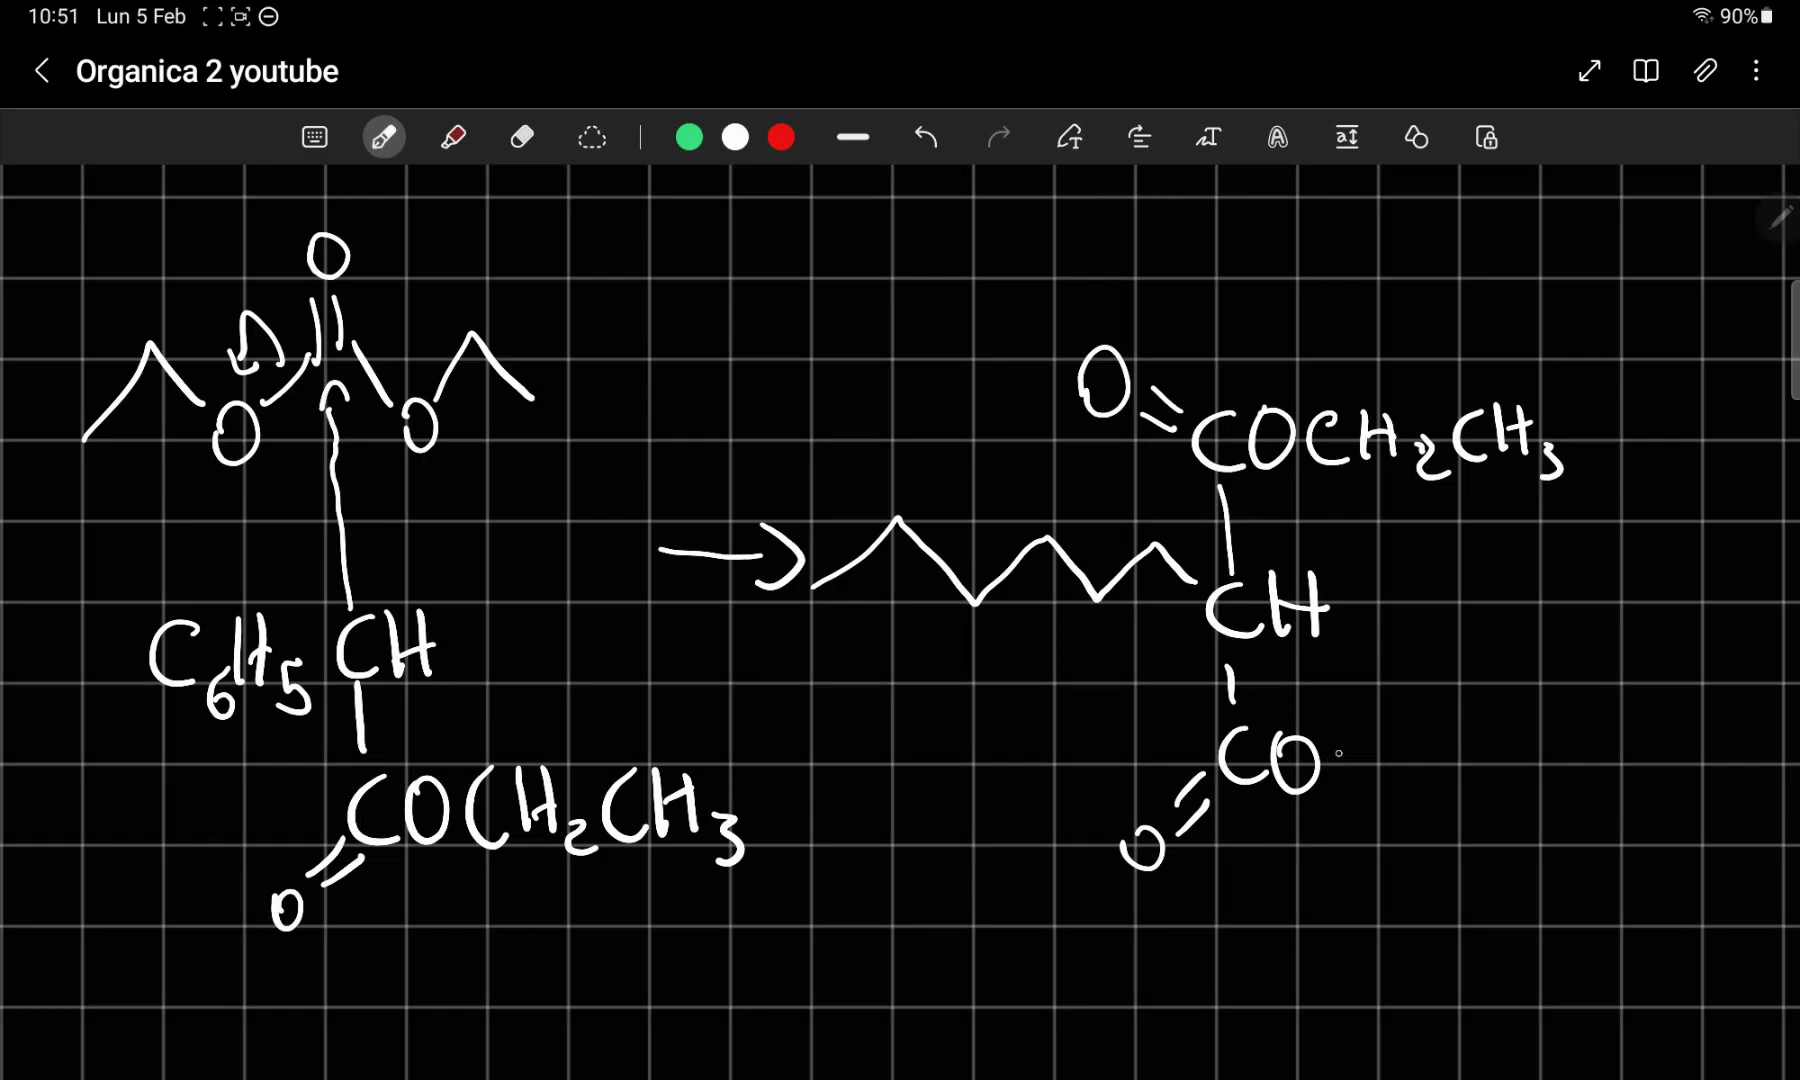 10:51 Lun 5 Feb 90%
Organica 2 youtube
O
O O
C6H5 CH
COCH2CH3
O
O
COCH2CH3
CH
CO
O